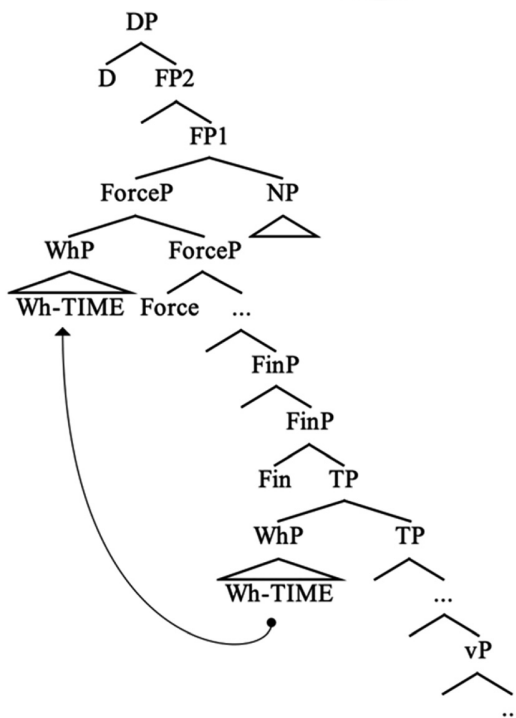 DP
D FP2
FP1
ForceP NP
WhP ForceP
Wh-TIME Force ...
FinP
FinP
Fin TP
WhP TP
Wh-TIME ...
vP
..